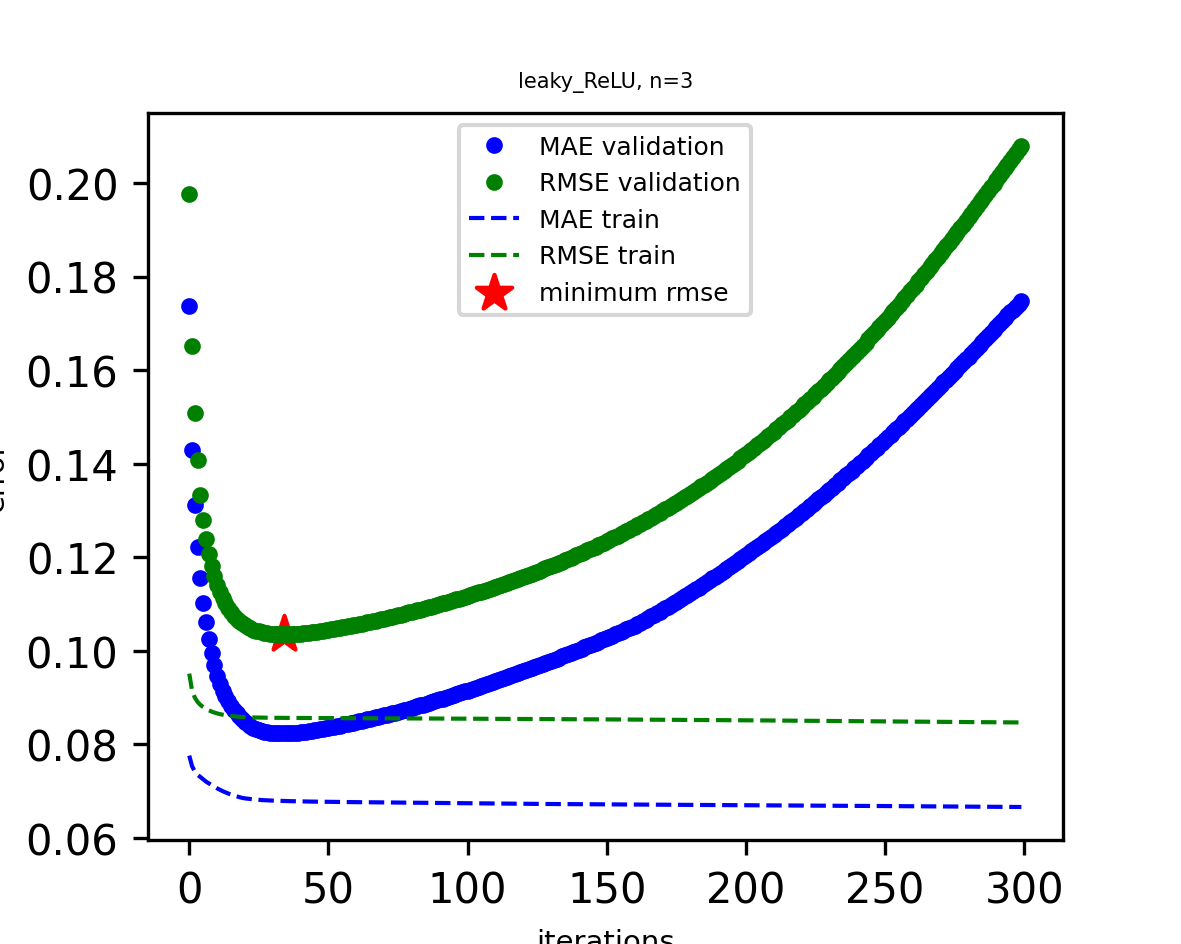 leaky_ReLU, n=3
MAE validation
RMSE validation
MAE train
RMSE train
minimum rmse
0.20
0.18
0.16
0.14
0.12
0.10
0.08
0.06
0 50 100 150 200 250 300
iterations